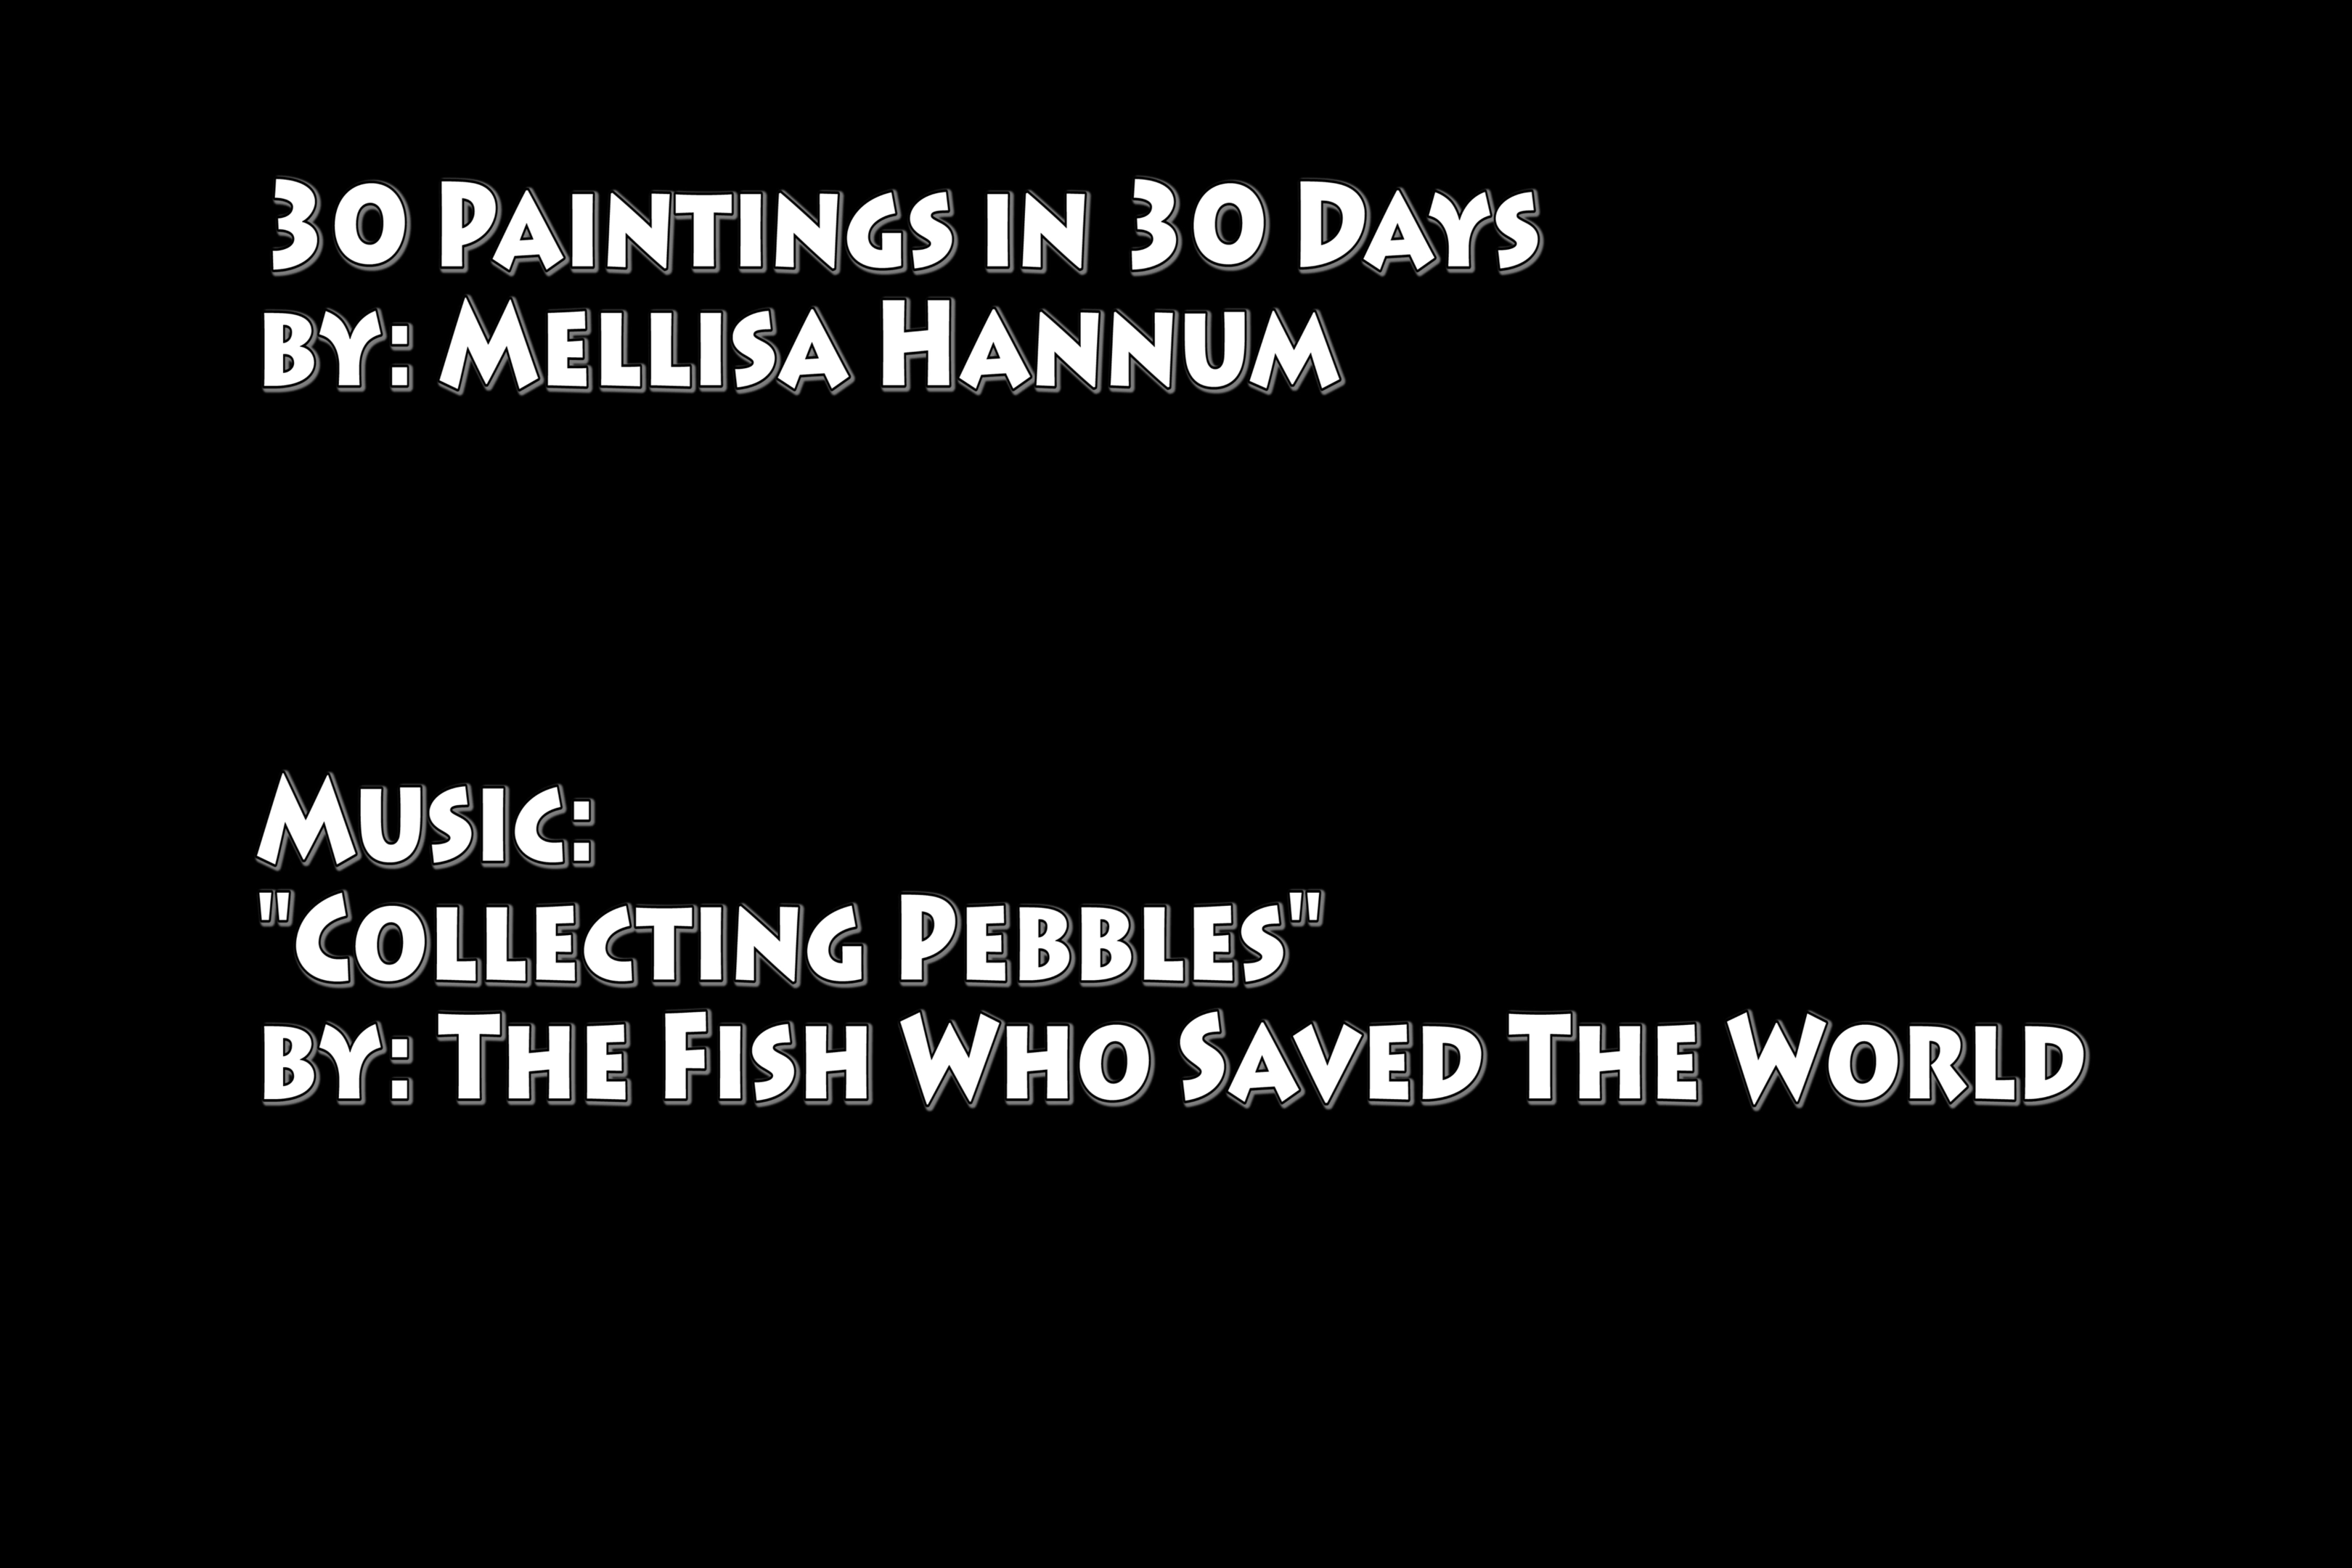 30 Paintings in 30 Days
by: Mellisa Hannum
Music:
"Collecting Pebbles"
by: The Fish Who Saved The World